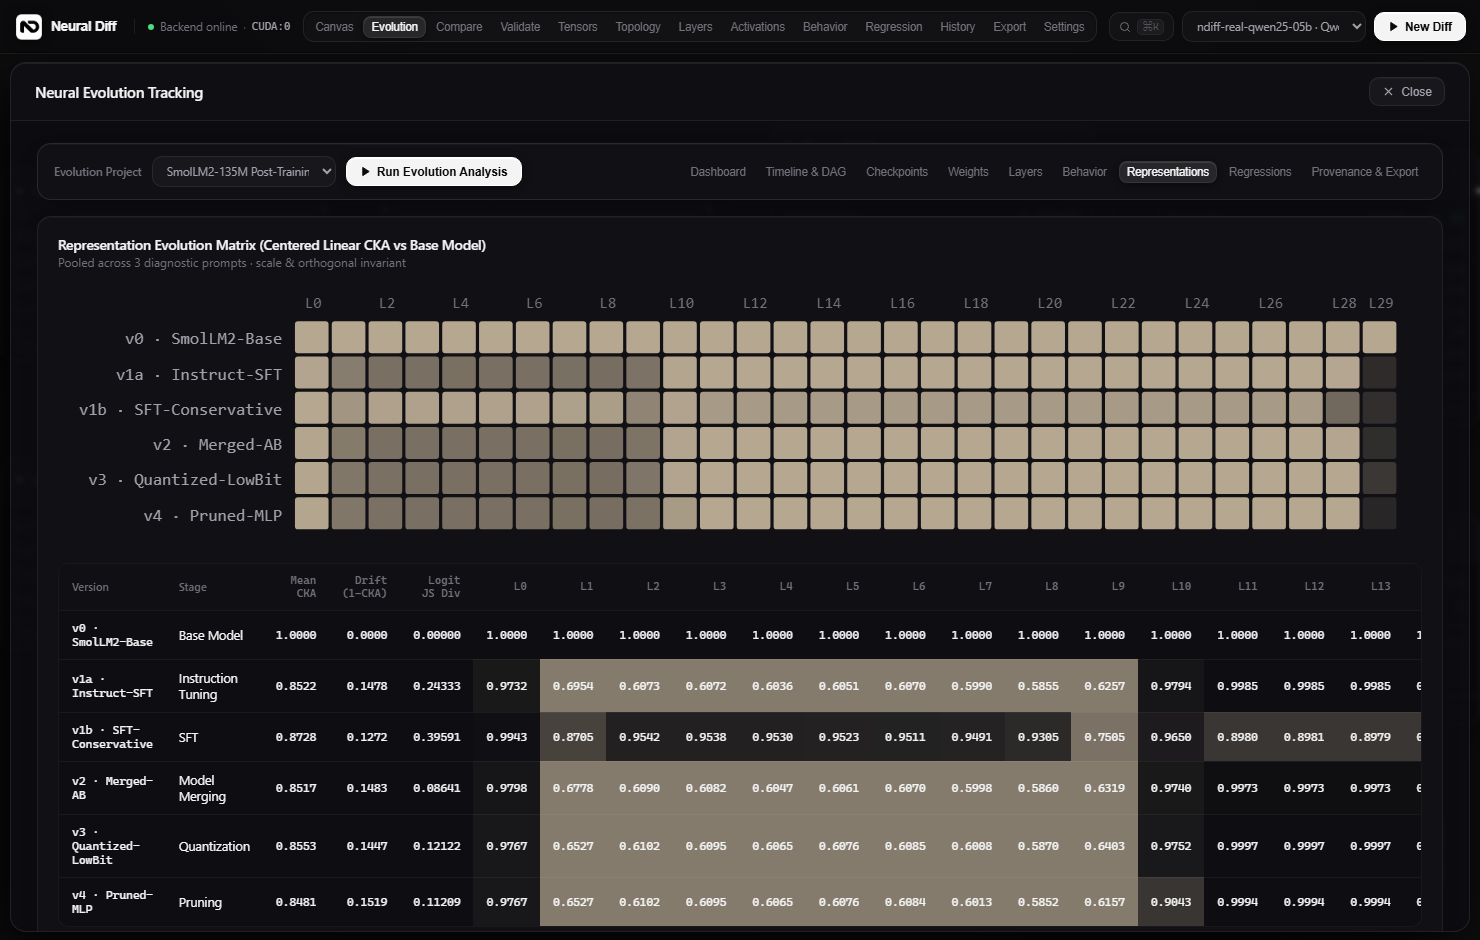 Neural Diff
Backend online · CUDA:0
Canvas Evolution Compare Validate Tensors Topology Layers Activations Behavior Regression History Export Settings
⌘K
ndiff-real-qwen25-05b · Qw
New Diff
Neural Evolution Tracking
Close
Evolution Project
SmolLM2-135M Post-Trainin
Run Evolution Analysis
Dashboard Timeline & DAG Checkpoints Weights Layers Behavior Representations Regressions Provenance & Export
Representation Evolution Matrix (Centered Linear CKA vs Base Model)
Pooled across 3 diagnostic prompts · scale & orthogonal invariant
L0 L2 L4 L6 L8 L10 L12 L14 L16 L18 L20 L22 L24 L26 L28 L29
v0 · SmolLM2-Base
v1a · Instruct-SFT
v1b · SFT-Conservative
v2 · Merged-AB
v3 · Quantized-LowBit
v4 · Pruned-MLP
Version Stage Mean CKA Drift (1-CKA) Logit JS Div L0 L1 L2 L3 L4 L5 L6 L7 L8 L9 L10 L11 L12 L13
v0 · SmolLM2-Base Base Model 1.0000 0.0000 0.00000 1.0000 1.0000 1.0000 1.0000 1.0000 1.0000 1.0000 1.0000 1.0000 1.0000 1.0000 1.0000 1.0000 1.0000
v1a · Instruct-SFT Instruction Tuning 0.8522 0.1478 0.24333 0.9732 0.6954 0.6073 0.6072 0.6036 0.6051 0.6070 0.5990 0.5855 0.6257 0.9794 0.9985 0.9985 0.9985
v1b · SFT-Conservative SFT 0.8728 0.1272 0.39591 0.9943 0.8705 0.9542 0.9538 0.9530 0.9523 0.9511 0.9491 0.9305 0.7505 0.9650 0.8980 0.8981 0.8979
v2 · Merged-AB Model Merging 0.8517 0.1483 0.08641 0.9798 0.6778 0.6090 0.6082 0.6047 0.6061 0.6070 0.5998 0.5860 0.6319 0.9740 0.9973 0.9973 0.9973
v3 · Quantized-LowBit Quantization 0.8553 0.1447 0.12122 0.9767 0.6527 0.6102 0.6095 0.6065 0.6076 0.6085 0.6008 0.5870 0.6403 0.9752 0.9997 0.9997 0.9997
v4 · Pruned-MLP Pruning 0.8481 0.1519 0.11209 0.9767 0.6527 0.6102 0.6095 0.6065 0.6076 0.6084 0.6013 0.5852 0.6157 0.9043 0.9994 0.9994 0.9994